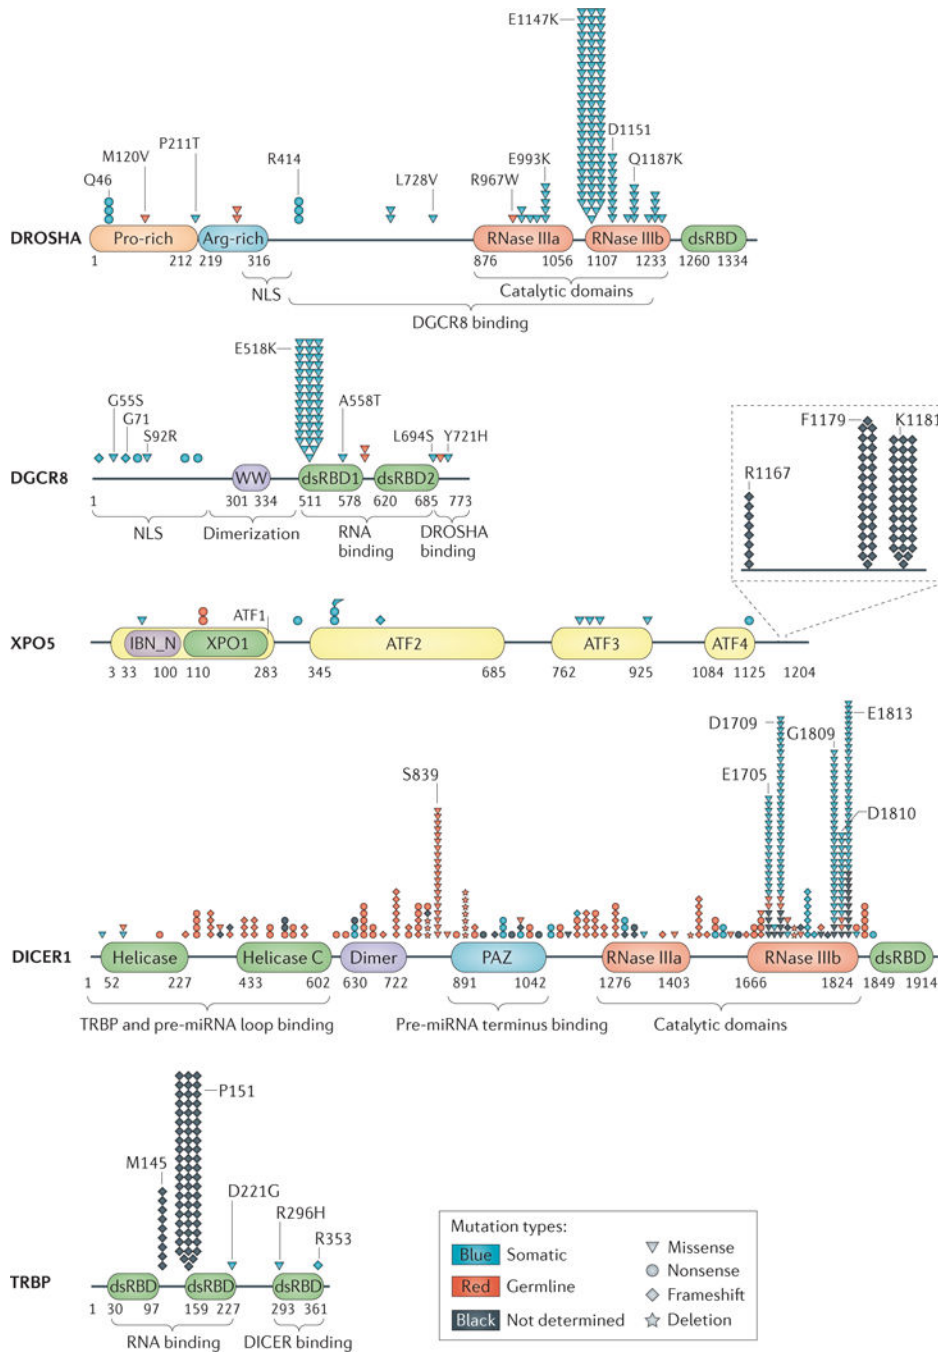 E1147K
P211T
M120V
D1151
R414
E993K
Q1187K
Q46
L728V
R967W
DROSHA
Pro-rich
Arg-rich
RNase IIIa
RNase IIIb
dsRBD
1
212
219
316
876
1056
1107
1233
1260
1334
NLS
Catalytic domains
DGCR8 binding
E518K
G55S
A558T
G71
S92R
L694S
Y721H
F1179
K1181
R1167
DGCR8
WW
dsRBD1
dsRBD2
1
301
334
511
578
620
685
773
NLS
Dimerization
RNA
binding
DROSHA
binding
ATF1
XPO5
IBN_N
XPO1
ATF2
ATF3
ATF4
3
33
100
110
283
345
685
762
925
1084
1125
1204
E1813
D1709
G1809
S839
E1705
D1810
DICER1
Helicase
Helicase C
Dimer
PAZ
RNase IIIa
RNase IIIb
dsRBD
1
52
227
433
602
630
722
891
1042
1276
1403
1666
1824
1849
1914
TRBP and pre-miRNA loop binding
Pre-miRNA terminus binding
Catalytic domains
P151
M145
D221G
R296H
R353
TRBP
dsRBD
dsRBD
dsRBD
1
30
97
159
227
293
361
RNA binding
DICER binding
Mutation types:
Blue Somatic
Red Germline
Black Not determined
Missense
Nonsense
Frameshift
Deletion